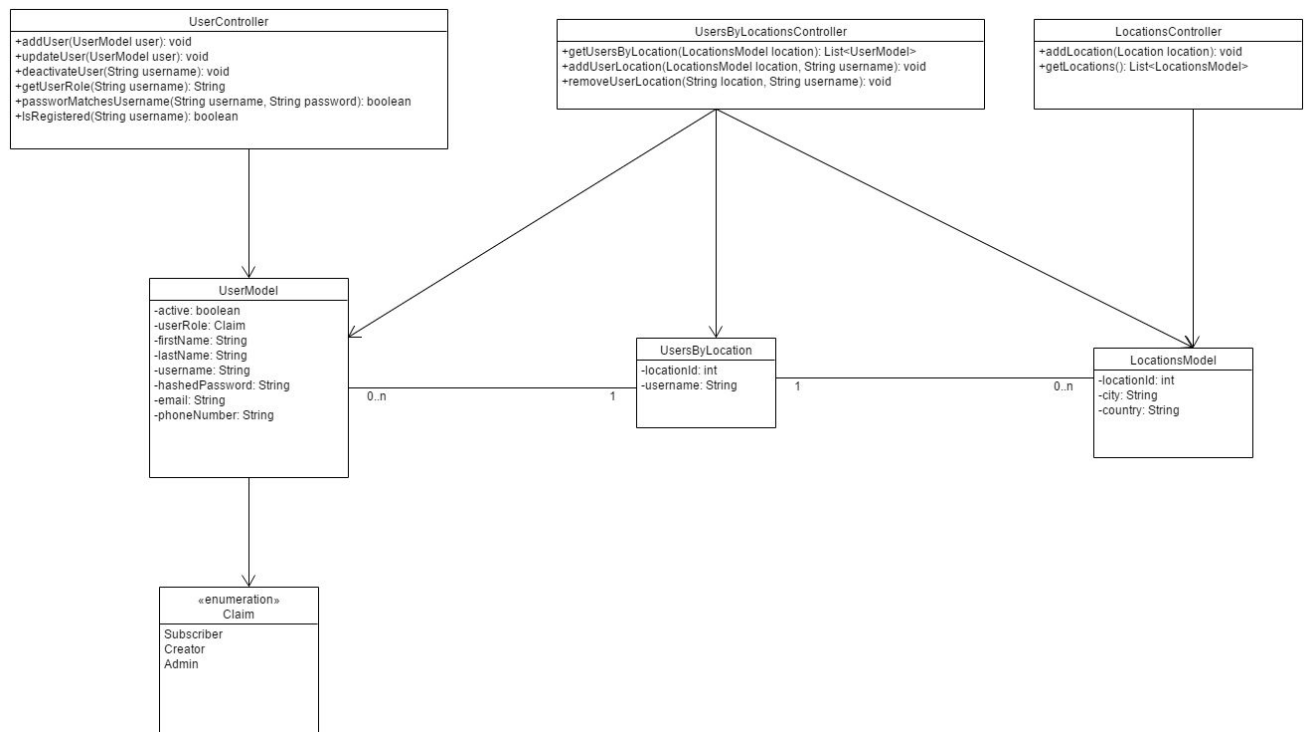 UserController
+addUser(UserModel user): void
+updateUser(UserModel user): void
+deactivateUser(String username): void
+getUserRole(String username): String
+passworMatchesUsername(String username, String password): boolean
+IsRegistered(String username): boolean
UsersByLocationsController
+getUsersByLocation(LocationsModel location): List<UserModel>
+addUserLocation(LocationsModel location, String username): void
+removeUserLocation(String location, String username): void
LocationsController
+addLocation(Location location): void
+getLocations(): List<LocationsModel>
UserModel
-active: boolean
-userRole: Claim
-firstName: String
-lastName: String
-username: String
-hashedPassword: String
-email: String
-phoneNumber: String
0..n
1
UsersByLocation
-locationId: int
-username: String
1
0..n
LocationsModel
-locationId: int
-city: String
-country: String
«enumeration»
Claim
Subscriber
Creator
Admin